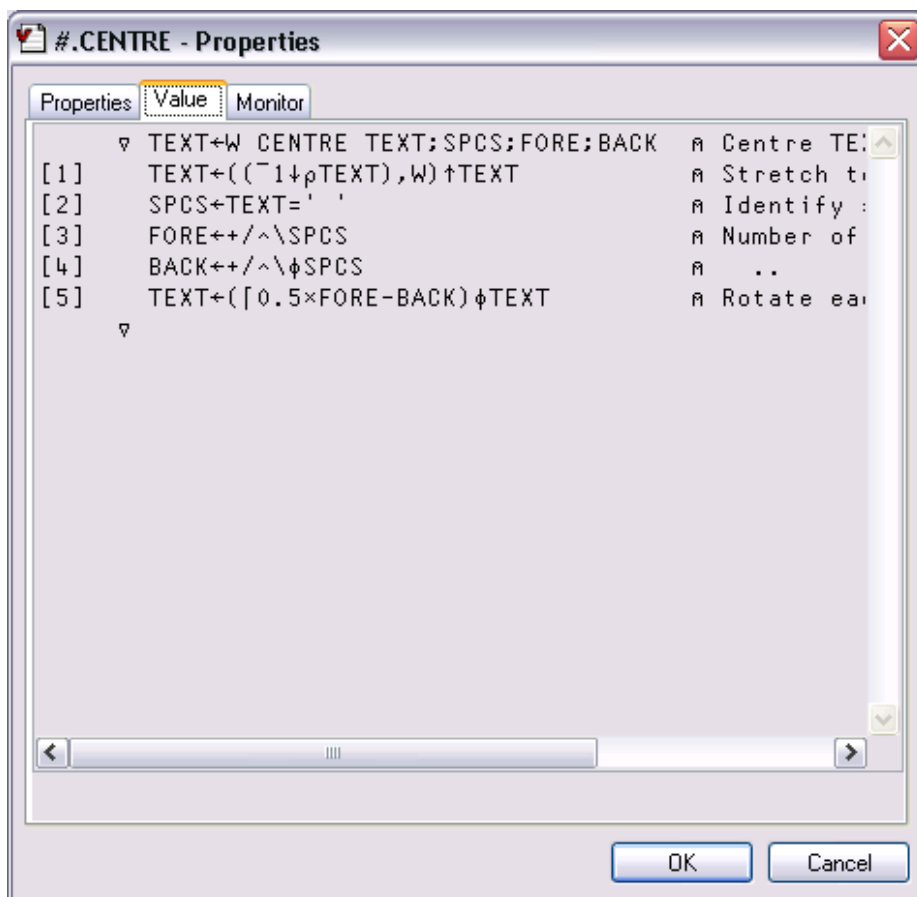 #.CENTRE - Properties
Properties Value Monitor
∇ TEXT←W CENTRE TEXT;SPCS;FORE;BACK ⍝ Centre
[1] TEXT←((¯1↓⍴TEXT),W)↑TEXT ⍝ Stretch
[2] SPCS←TEXT=' ' ⍝ Identify
[3] FORE←+/^\SPCS ⍝ Number of
[4] BACK←+/^\⌽SPCS ⍝ ..
[5] TEXT←(⌈0.5×FORE-BACK)⌽TEXT ⍝ Rotate
∇
OK Cancel